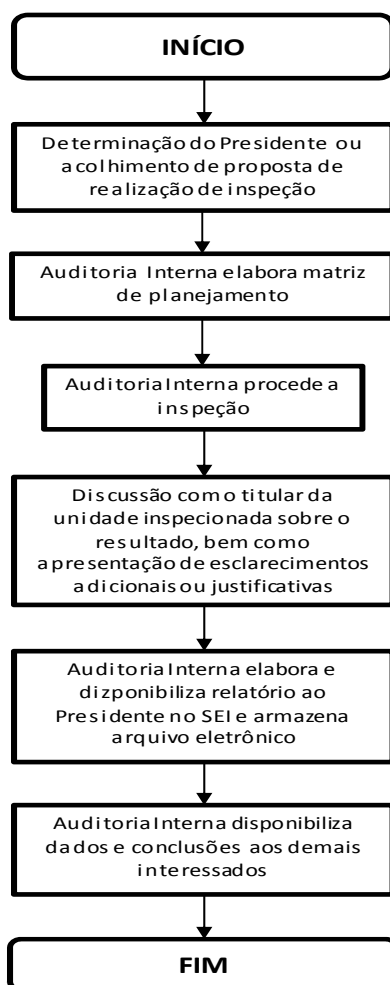 INÍCIO
Determinação do Presidente ou
acolhimento de proposta de
realização de inspeção
Auditoria Interna elabora matriz
de planejamento
Auditoria Interna procede a
inspeção
Discussão com o titular da
unidade inspecionada sobre o
resultado, bem como
apresentação de esclarecimentos
adicionais ou justificativas
Auditoria Interna elabora e
dizponibiliza relatório ao
Presidente no SEI e armazena
arquivo eletrônico
Auditoria Interna disponibiliza
dados e conclusões aos demais
interessados
FIM